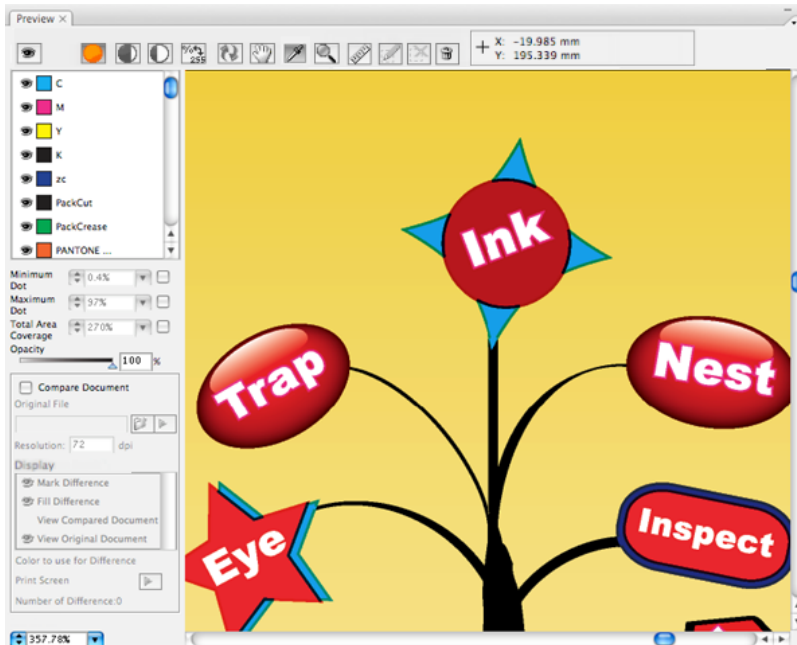 Preview ×
%
255
X: -19.985 mm
Y: 195.339 mm
C
M
Y
K
zc
PackCut
PackCrease
PANTONE ...
Minimum Dot 0.4%
Maximum Dot 97%
Total Area Coverage 270%
Opacity
100 %
Compare Document
Original File
Resolution: 72 dpi
Display
Mark Difference
Fill Difference
View Compared Document
View Original Document
Color to use for Difference
Print Screen
Number of Difference:0
357.78%
Ink
Trap
Nest
Eye
Inspect